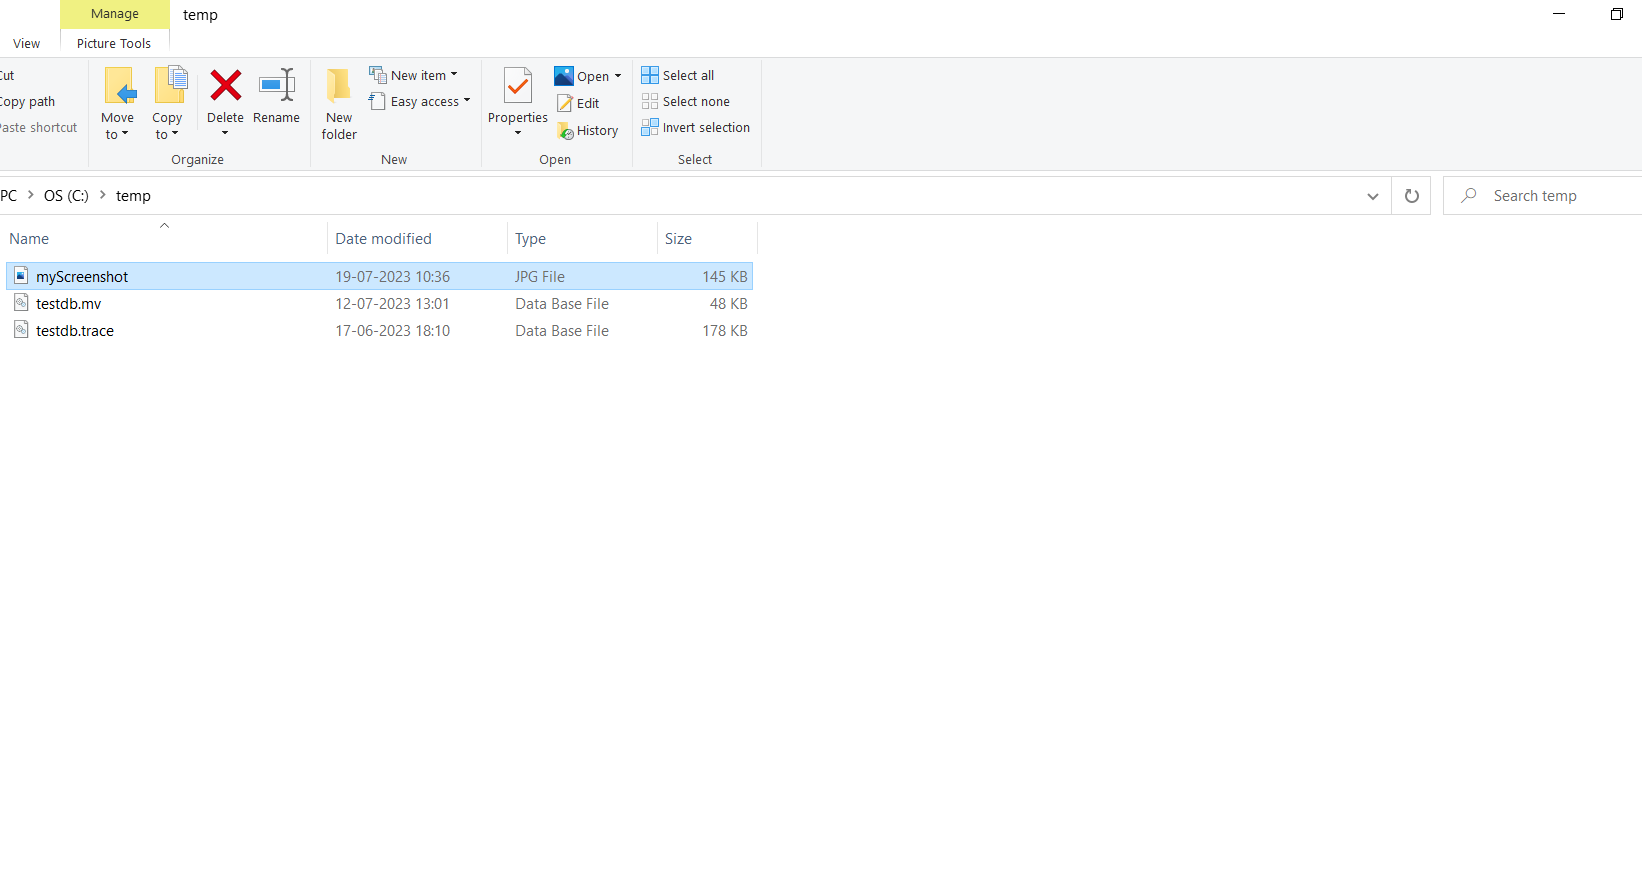 Manage
temp
View
Picture Tools
Cut
Copy path
Paste shortcut
Move
to
Copy
to
Delete
Rename
Organize
New
folder
New item
Easy access
New
Properties
Open
Edit
History
Open
Select all
Select none
Invert selection
Select
PC > OS (C:) > temp
Search temp
Name Date modified Type Size
myScreenshot 19-07-2023 10:36 JPG File 145 KB
testdb.mv 12-07-2023 13:01 Data Base File 48 KB
testdb.trace 17-06-2023 18:10 Data Base File 178 KB